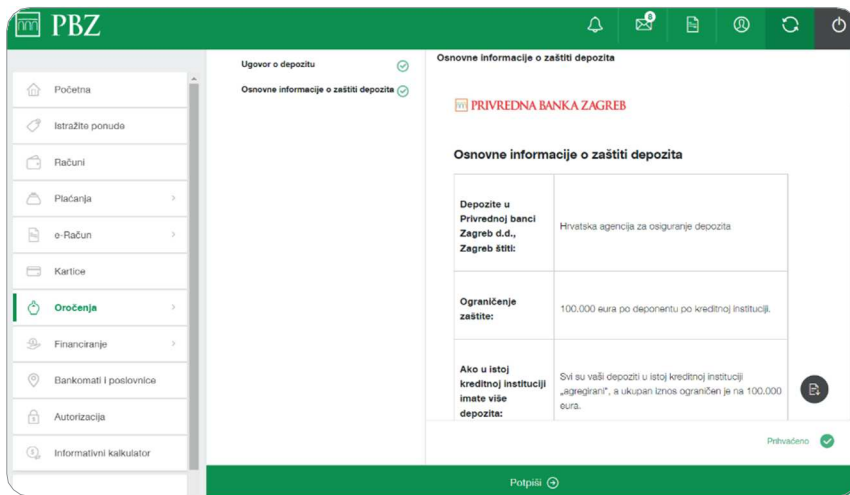 PBZ
8
Početna
Istražite ponude
Računi
Plaćanja
e-Račun
Kartice
Oročenja
Financiranje
Bankomati i poslovnice
Autorizacija
Informativni kalkulator
Ugovor o depozitu
Osnovne informacije o zaštiti depozita
Osnovne informacije o zaštiti depozita
PRIVREDNA BANKA ZAGREB
Osnovne informacije o zaštiti depozita
Depozite u
Privrednoj banci
Zagreb d.d.,
Zagreb štiti:
Hrvatska agencija za osiguranje depozita
Ograničenje
zaštite:
100.000 eura po deponentu po kreditnoj instituciji.
Ako u istoj
kreditnoj instituciji
imate više
depozita:
Svi su vaši depoziti u istoj kreditnoj instituciji
„agregirani“, a ukupan iznos ograničen je na 100.000
eura.
Prihvaćeno
Potpiši